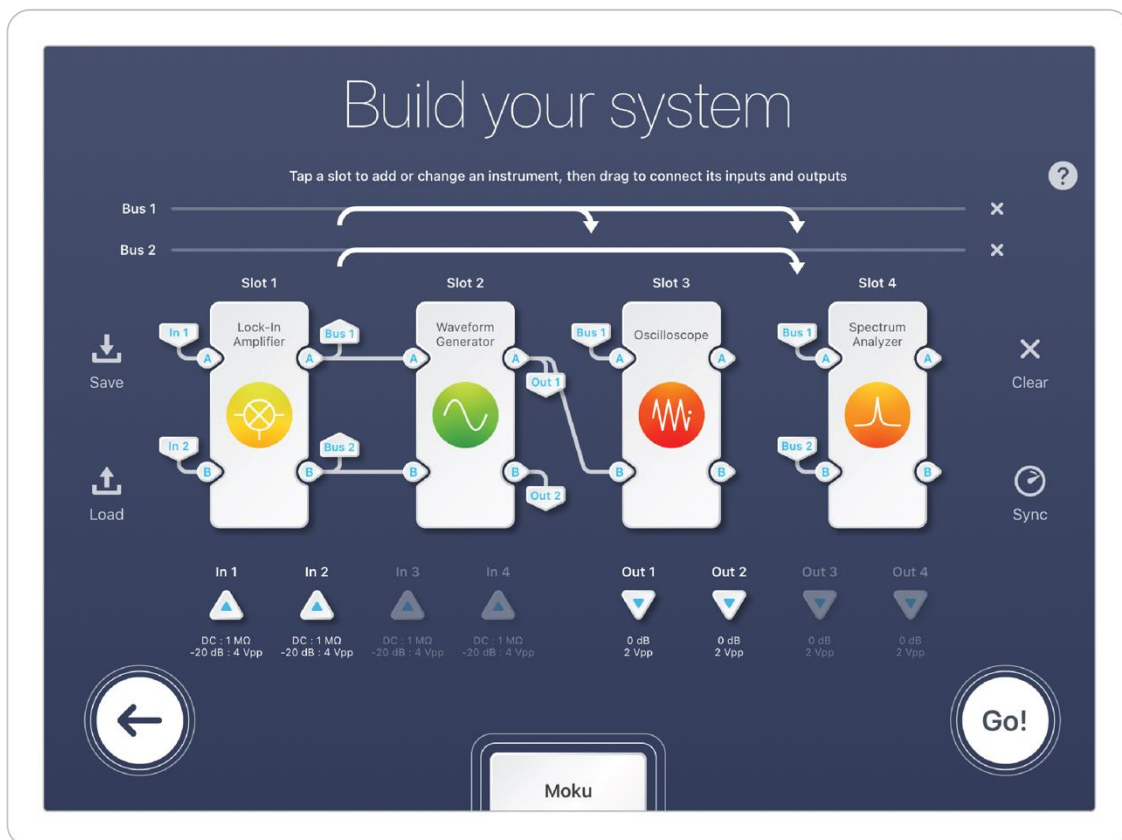 Build your system
Tap a slot to add or change an instrument, then drag to connect its inputs and outputs
?
Bus 1
Bus 2
Slot 1
Slot 2
Slot 3
Slot 4
In 1
Lock-In
Amplifier
Bus 1
Waveform
Generator
Bus 1
Oscilloscope
Bus 1
Spectrum
Analyzer
A
A
A
A
A
A
A
A
Out 1
Save
Clear
In 2
Bus 2
Bus 2
B
B
B
B
B
B
B
B
Out 2
Load
Sync
In 1
In 2
In 3
In 4
Out 1
Out 2
Out 3
Out 4
DC : 1 MΩ
-20 dB : 4 Vpp
DC : 1 MΩ
-20 dB : 4 Vpp
DC : 1 MΩ
-20 dB : 4 Vpp
DC : 1 MΩ
-20 dB : 4 Vpp
0 dB
2 Vpp
0 dB
2 Vpp
0 dB
2 Vpp
0 dB
2 Vpp
Go!
Moku